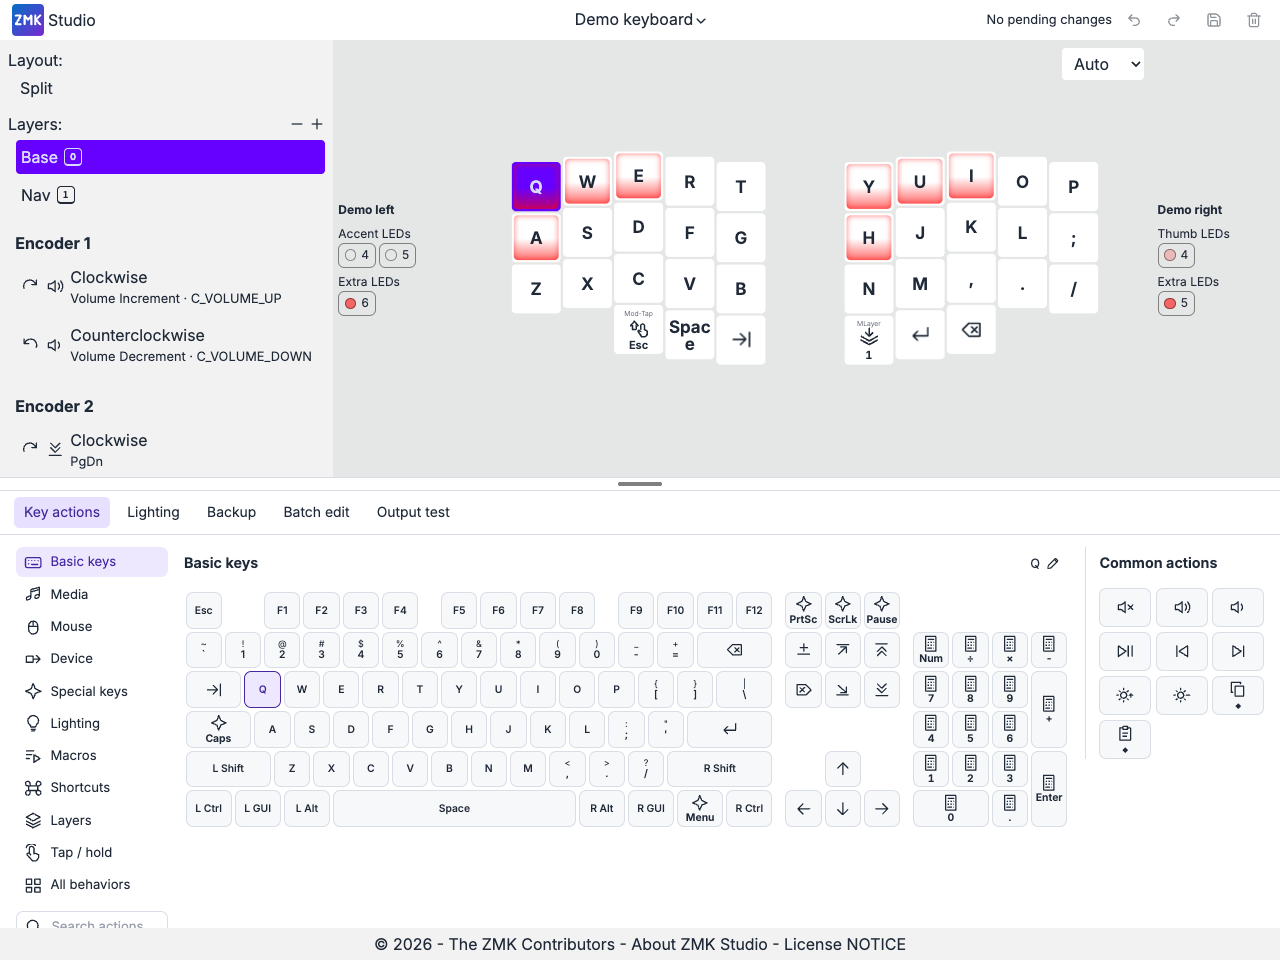 ZMK Studio
Demo keyboard
No pending changes
Layout:
Split
Layers:
Base 0
Nav 1
Encoder 1
Clockwise
Volume Increment · C_VOLUME_UP
Counterclockwise
Volume Decrement · C_VOLUME_DOWN
Encoder 2
Clockwise
PgDn
Auto
Demo left
Accent LEDs
4 5
Extra LEDs
6
Q W E R T
A S D F G
Z X C V B
Mod-Tap
Esc
Spac
e
Y U I O P
H J K L ;
N M , . /
MLayer
1
Demo right
Thumb LEDs
4
Extra LEDs
5
Key actions Lighting Backup Batch edit Output test
Basic keys
Media
Mouse
Device
Special keys
Lighting
Macros
Shortcuts
Layers
Tap / hold
All behaviors
Search actions
Basic keys
Q
Esc F1 F2 F3 F4 F5 F6 F7 F8 F9 F10 F11 F12 PrtSc ScrLk Pause
~ ! @ # $ % ^ & * ( ) _ +
` 1 2 3 4 5 6 7 8 9 0 - =
Num ÷ × -
Q W E R T Y U I O P { [ } ] | \
7 8 9 +
Caps A S D F G H J K L : ; " '
4 5 6
L Shift Z X C V B N M < , > . ? / R Shift
1 2 3 Enter
L Ctrl L GUI L Alt Space R Alt R GUI Menu R Ctrl
0 .
Common actions
© 2026 - The ZMK Contributors - About ZMK Studio - License NOTICE